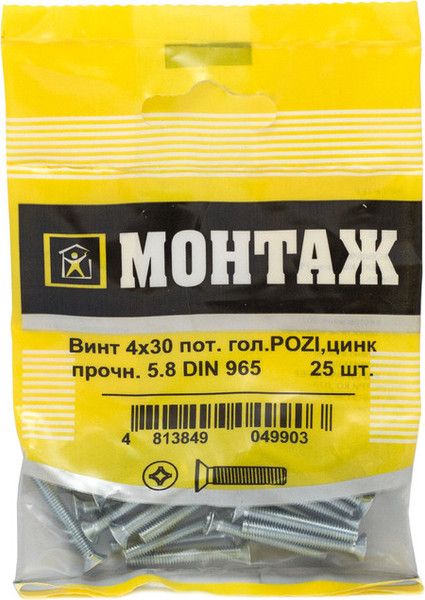 МОНТАЖ
Винт 4х30 пот. гол.POZI,цинк
прочн. 5.8 DIN 965 25 шт.
4 813849 049903